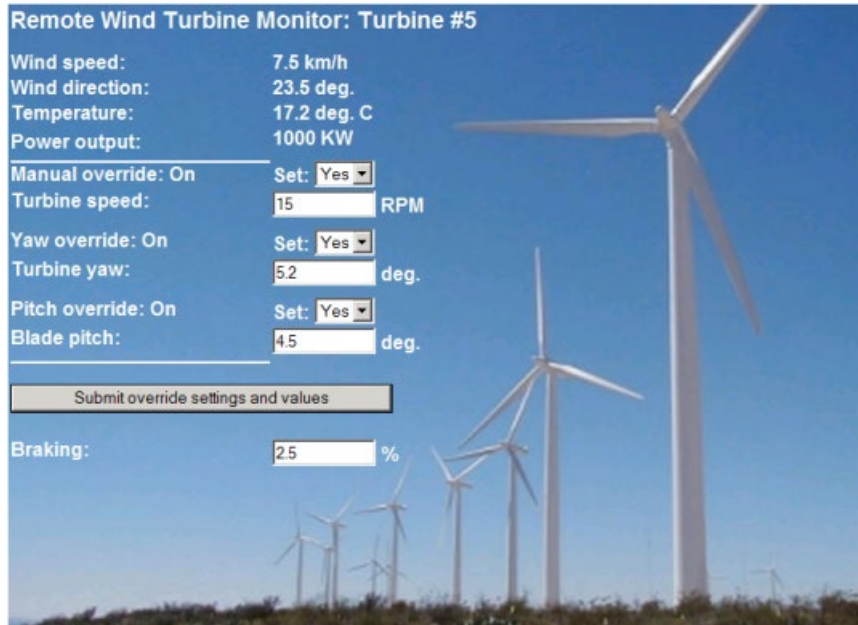 Remote Wind Turbine Monitor: Turbine #5
Wind speed: 7.5 km/h
Wind direction: 23.5 deg.
Temperature: 17.2 deg. C
Power output: 1000 KW
Manual override: On Set: Yes
Turbine speed: 15 RPM
Yaw override: On Set: Yes
Turbine yaw: 5.2 deg.
Pitch override: On Set: Yes
Blade pitch: 4.5 deg.
Submit override settings and values
Braking: 2.5 %